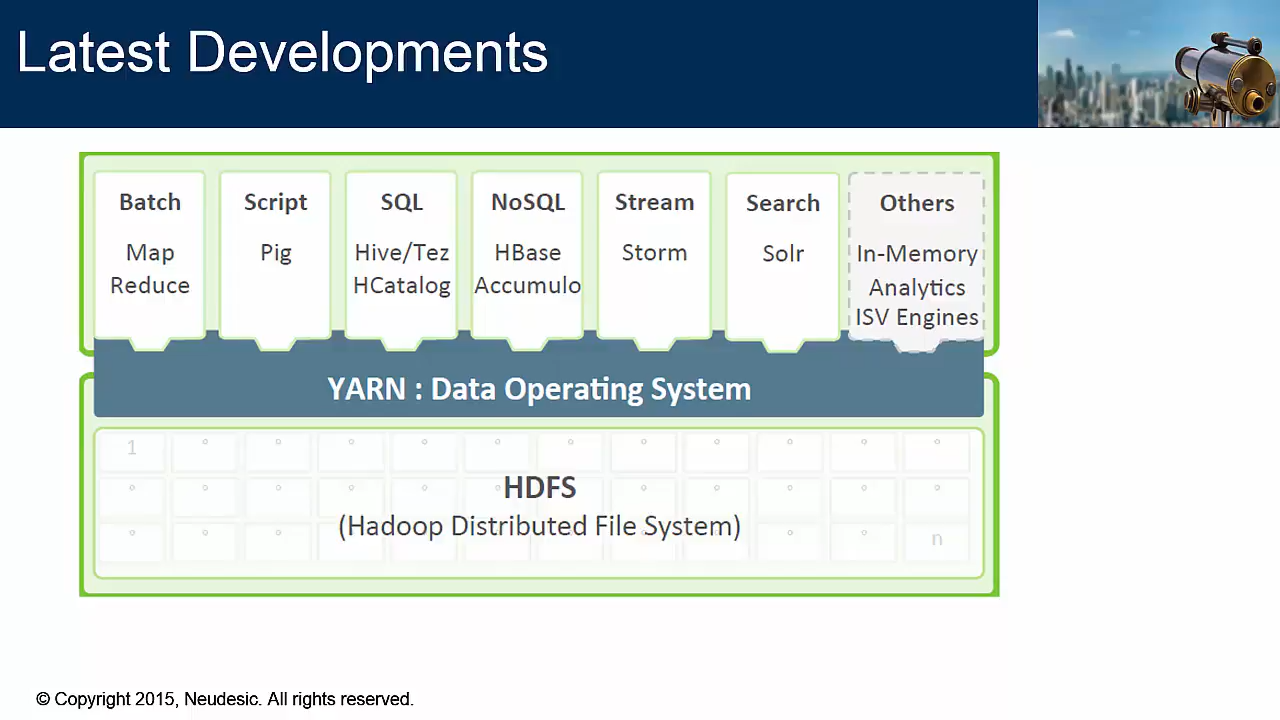 Latest Developments
Batch
Map
Reduce
Script
Pig
SQL
Hive/Tez
HCatalog
NoSQL
HBase
Accumulo
Stream
Storm
Search
Solr
Others
In-Memory
Analytics
ISV Engines
YARN : Data Operating System
1
HDFS
(Hadoop Distributed File System)
n
© Copyright 2015, Neudesic. All rights reserved.